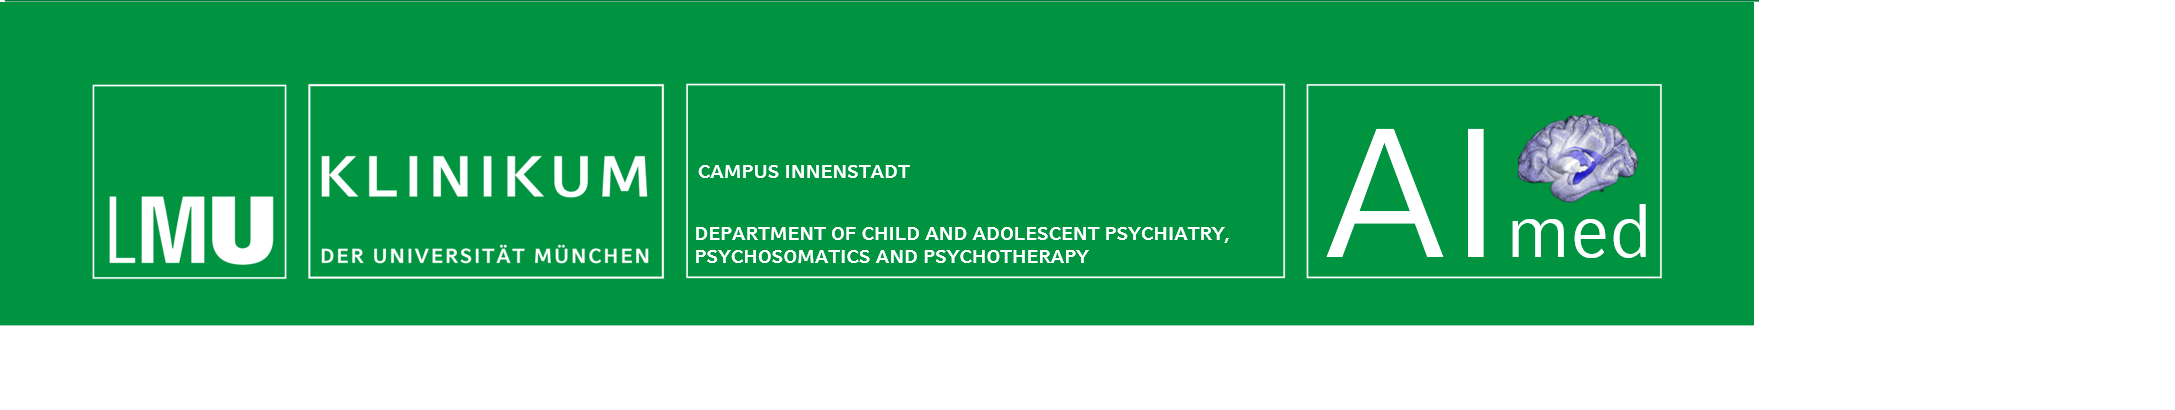 LMU
KLINIKUM
DER UNIVERSITÄT MÜNCHEN
CAMPUS INNENSTADT
DEPARTMENT OF CHILD AND ADOLESCENT PSYCHIATRY,
PSYCHOSOMATICS AND PSYCHOTHERAPY
AI
med